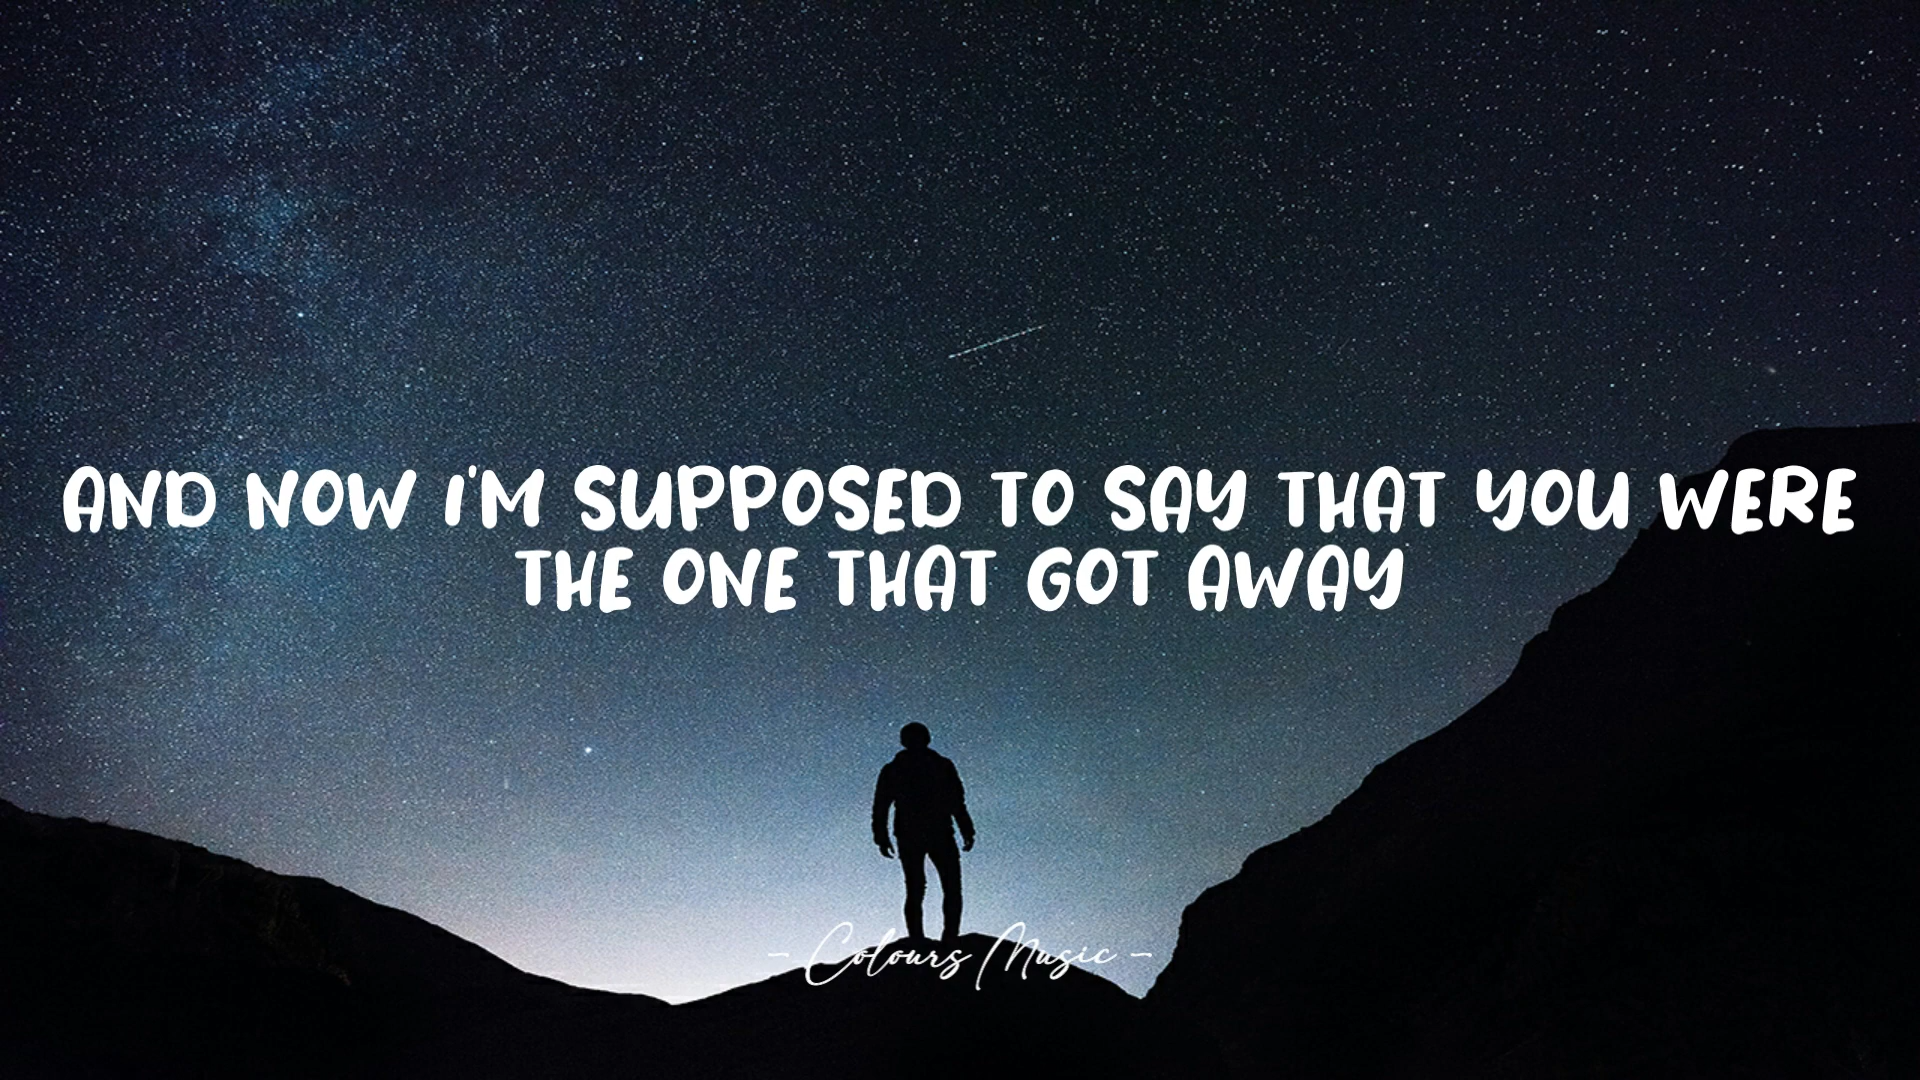 AND NOW I'M SUPPOSED TO SAY THAT YOU WERE
THE ONE THAT GOT AWAY
- Colours Music -